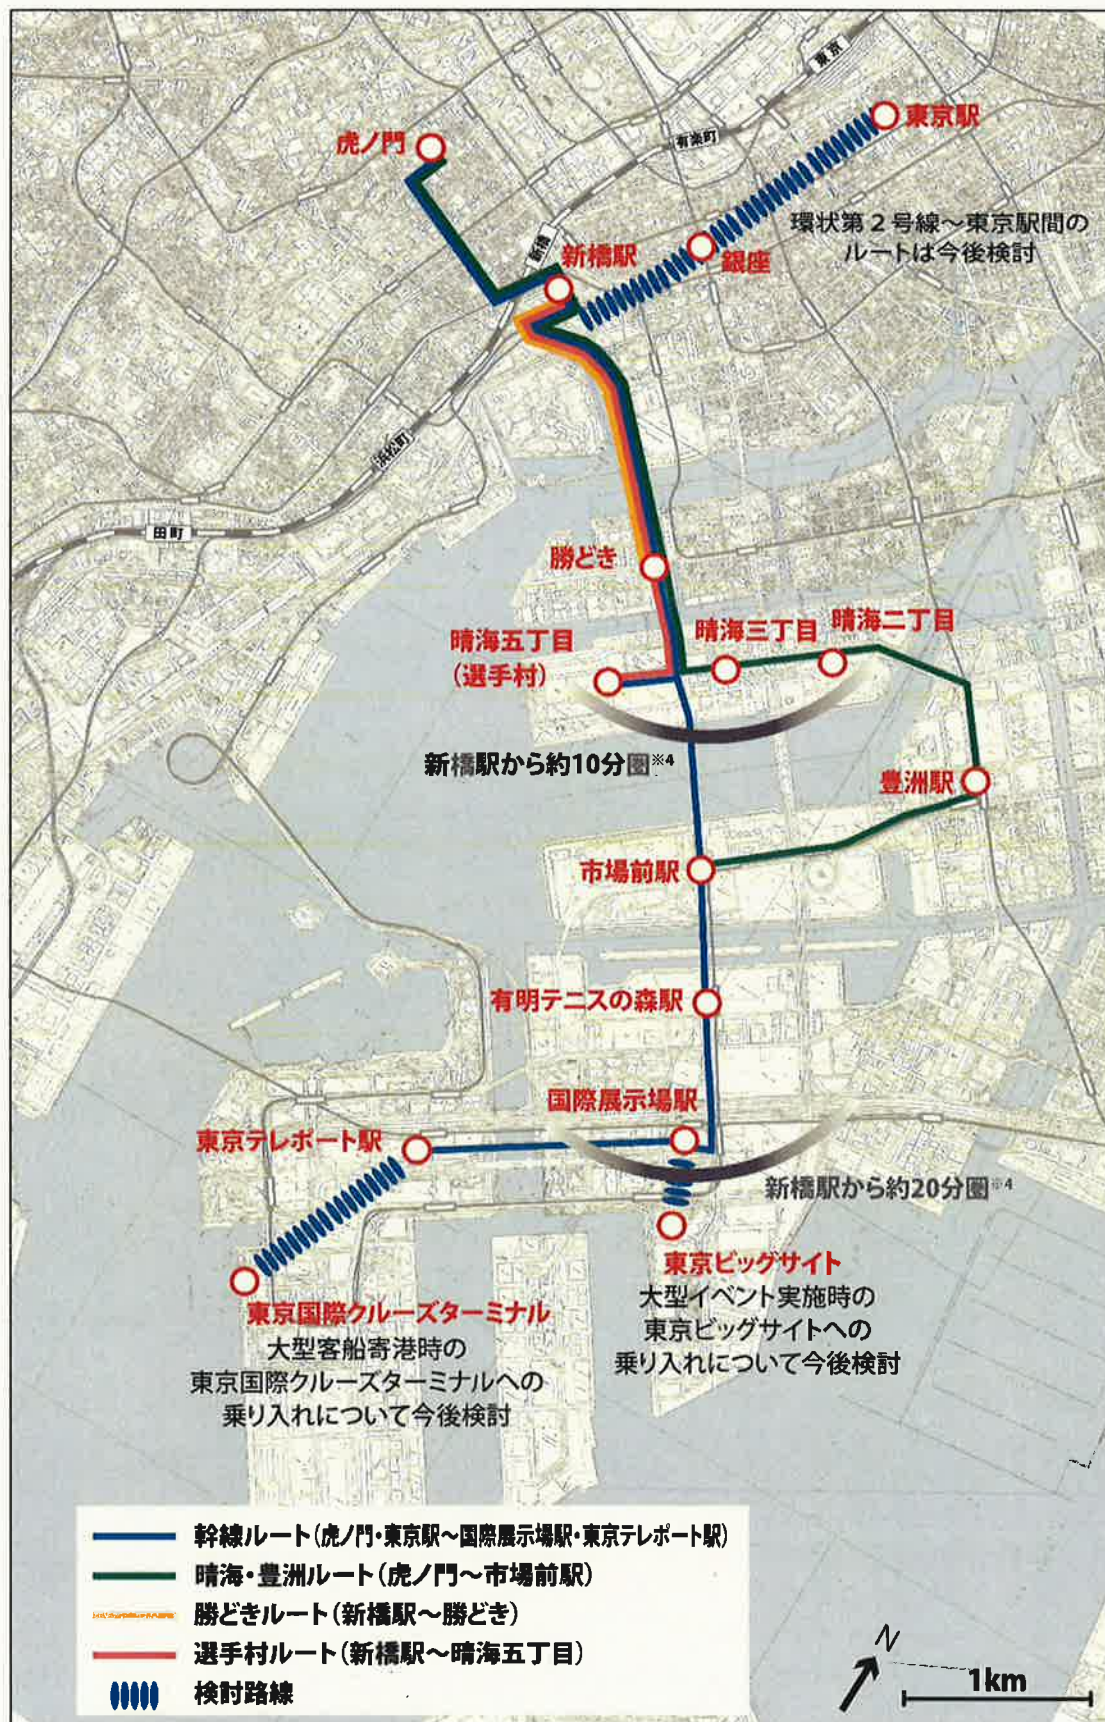 東京
東京駅
虎ノ門
有楽町
環状第2号線～東京駅間の
ルートは今後検討
新橋
新橋駅
銀座
浜松町
田町
勝どき
晴海五丁目
(選手村)
晴海三丁目
晴海二丁目
新橋駅から約10分圏※4
豊洲駅
市場前駅
有明テニスの森駅
国際展示場駅
東京テレポート駅
新橋駅から約20分圏※4
東京ビッグサイト
大型イベント実施時の
東京ビッグサイトへの
乗り入れについて今後検討
東京国際クルーズターミナル
大型客船寄港時の
東京国際クルーズターミナルへの
乗り入れについて今後検討
幹線ルート(虎ノ門・東京駅～国際展示場駅・東京テレポート駅)
晴海・豊洲ルート(虎ノ門～市場前駅)
勝どきルート(新橋駅～勝どき)
選手村ルート(新橋駅～晴海五丁目)
検討路線
N
1km